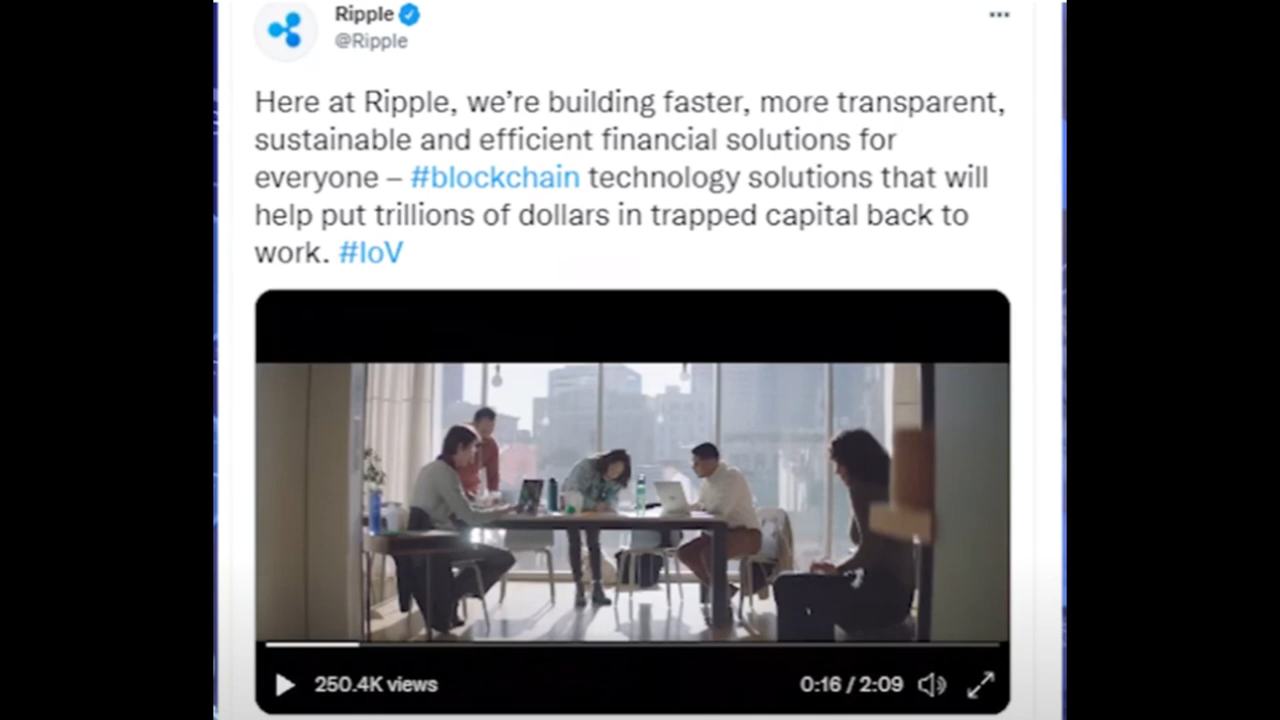 Ripple
@Ripple
Here at Ripple, we're building faster, more transparent,
sustainable and efficient financial solutions for
everyone – #blockchain technology solutions that will
help put trillions of dollars in trapped capital back to
work. #IoV
250.4K views
0:16 / 2:09